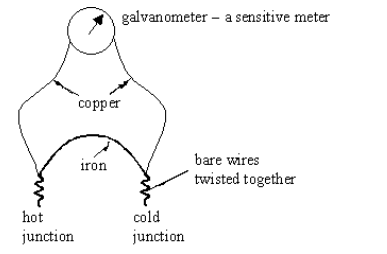 galvanometer – a sensitive meter
copper
iron
bare wires
twisted together
hot
junction
cold
junction